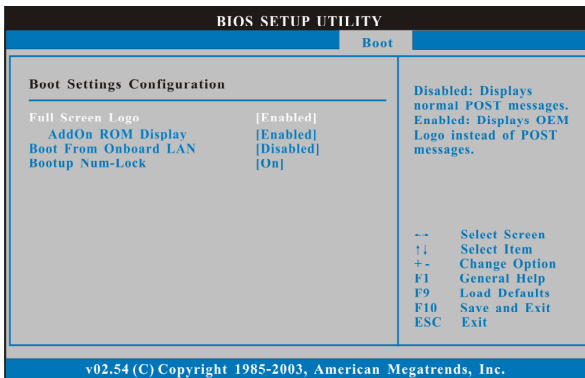 BIOS SETUP UTILITY
Boot
Boot Settings Configuration
Full Screen Logo [Enabled]
AddOn ROM Display [Enabled]
Boot From Onboard LAN [Disabled]
Bootup Num-Lock [On]
Disabled: Displays
normal POST messages.
Enabled: Displays OEM
Logo instead of POST
messages.
←→ Select Screen
↑↓ Select Item
+ - Change Option
F1 General Help
F9 Load Defaults
F10 Save and Exit
ESC Exit
v02.54 (C) Copyright 1985-2003, American Megatrends, Inc.